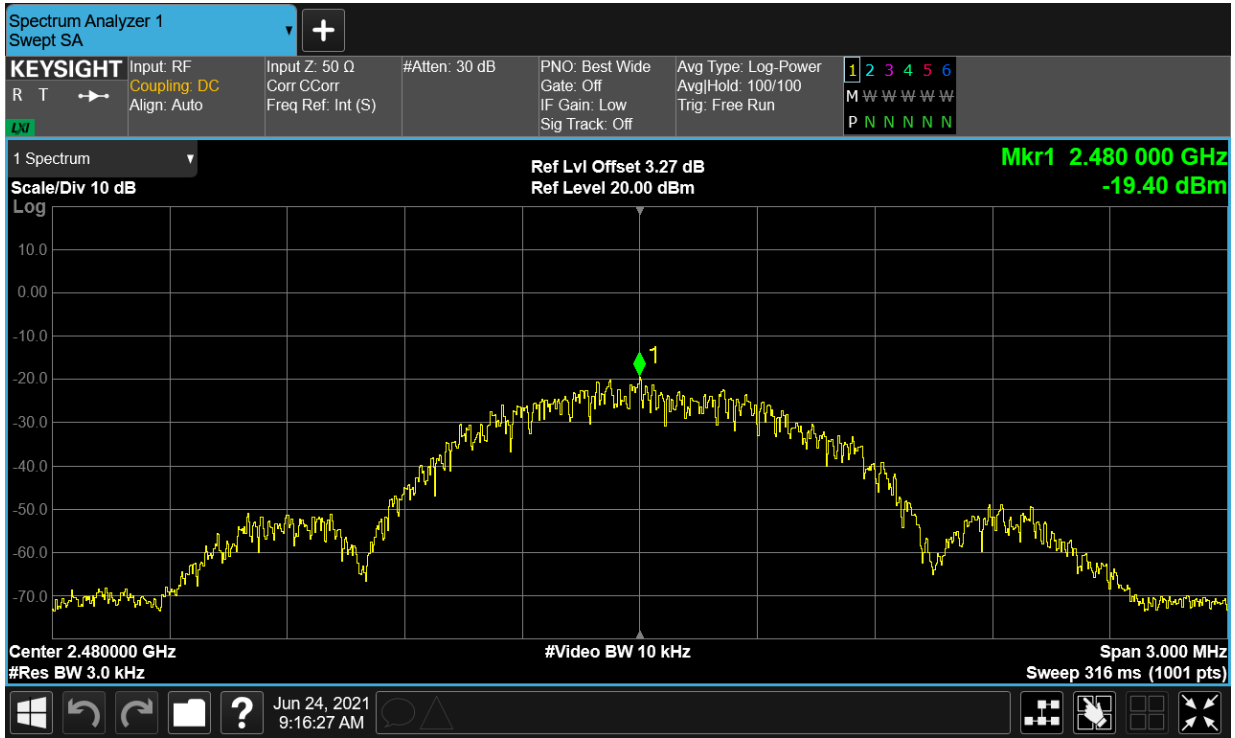 Spectrum Analyzer 1
Swept SA
▼
+
KEYSIGHT
R T
LXI
Input: RF
Coupling: DC
Align: Auto
Input Z: 50 Ω
Corr CCorr
Freq Ref: Int (S)
#Atten: 30 dB
PNO: Best Wide
Gate: Off
IF Gain: Low
Sig Track: Off
Avg Type: Log-Power
Avg|Hold: 100/100
Trig: Free Run
1 2 3 4 5 6
M W W W W W
P N N N N N
1 Spectrum ▼
Scale/Div 10 dB
Log
Ref Lvl Offset 3.27 dB
Ref Level 20.00 dBm
Mkr1 2.480 000 GHz
-19.40 dBm
10.0
0.00
-10.0
1
-20.0
-30.0
-40.0
-50.0
-60.0
-70.0
Center 2.480000 GHz
#Res BW 3.0 kHz
#Video BW 10 kHz
Span 3.000 MHz
Sweep 316 ms (1001 pts)
?
Jun 24, 2021
9:16:27 AM